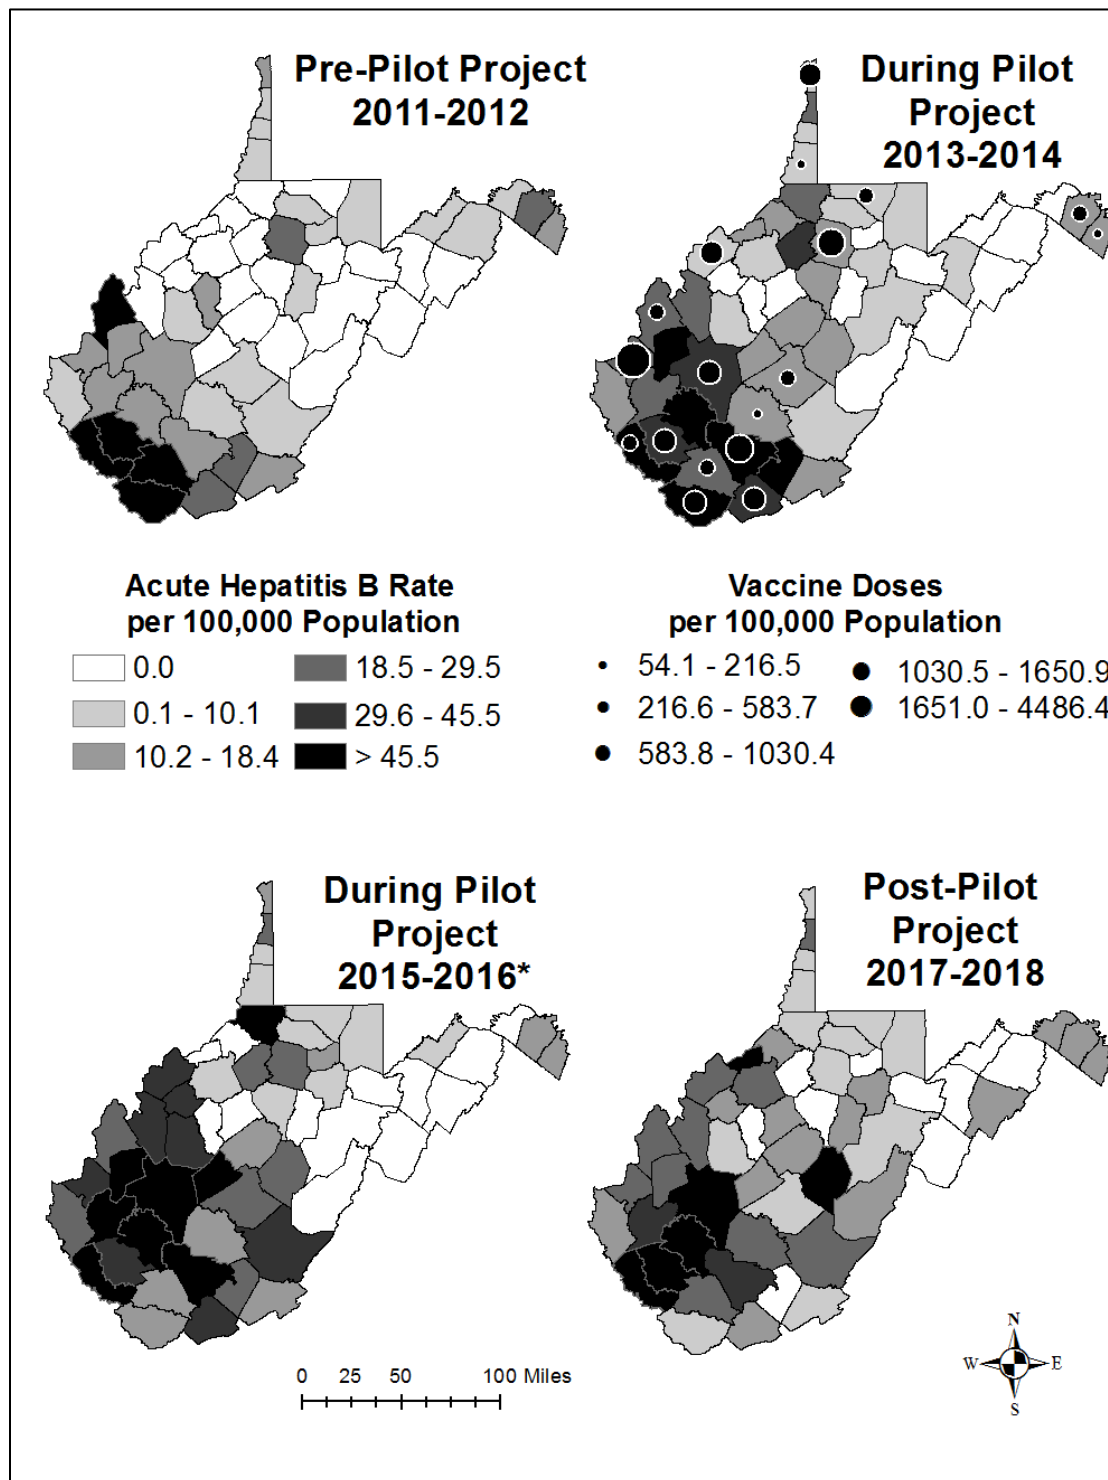 Pre-Pilot Project
2011-2012
During Pilot
Project
2013-2014
Acute Hepatitis B Rate
per 100,000 Population
0.0
0.1 - 10.1
10.2 - 18.4
18.5 - 29.5
29.6 - 45.5
> 45.5
Vaccine Doses
per 100,000 Population
54.1 - 216.5
216.6 - 583.7
583.8 - 1030.4
1030.5 - 1650.9
1651.0 - 4486.4
During Pilot
Project
2015-2016*
Post-Pilot
Project
2017-2018
0 25 50 100 Miles
N
W E
S